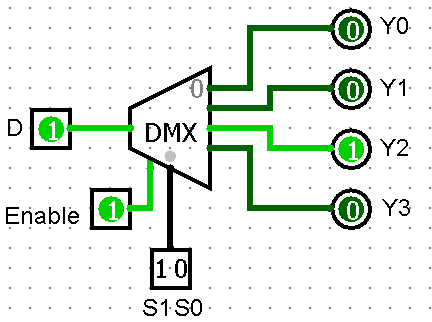 0 Y0
0 0 Y1
D 1 DMX
1 Y2
Enable 1 0 Y3
1 0
S1 S0